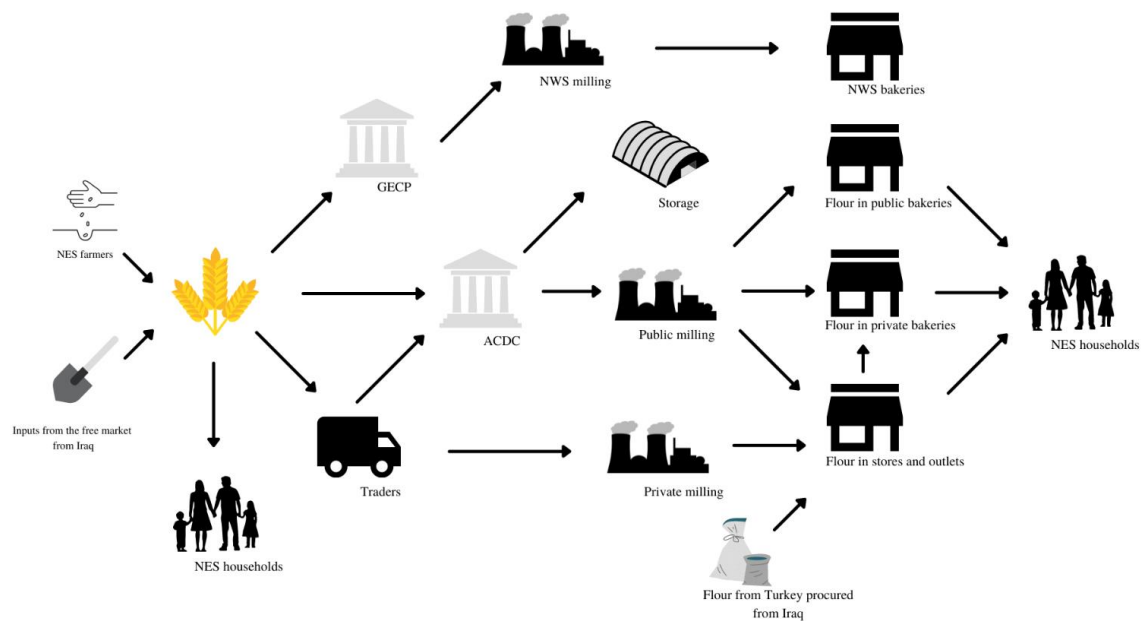 NWS milling
NWS bakeries
GECP
Storage
Flour in public bakeries
NES farmers
ACDC
Public milling
Flour in private bakeries
NES households
Inputs from the free market
from Iraq
Traders
Private milling
Flour in stores and outlets
NES households
Flour from Turkey procured
from Iraq